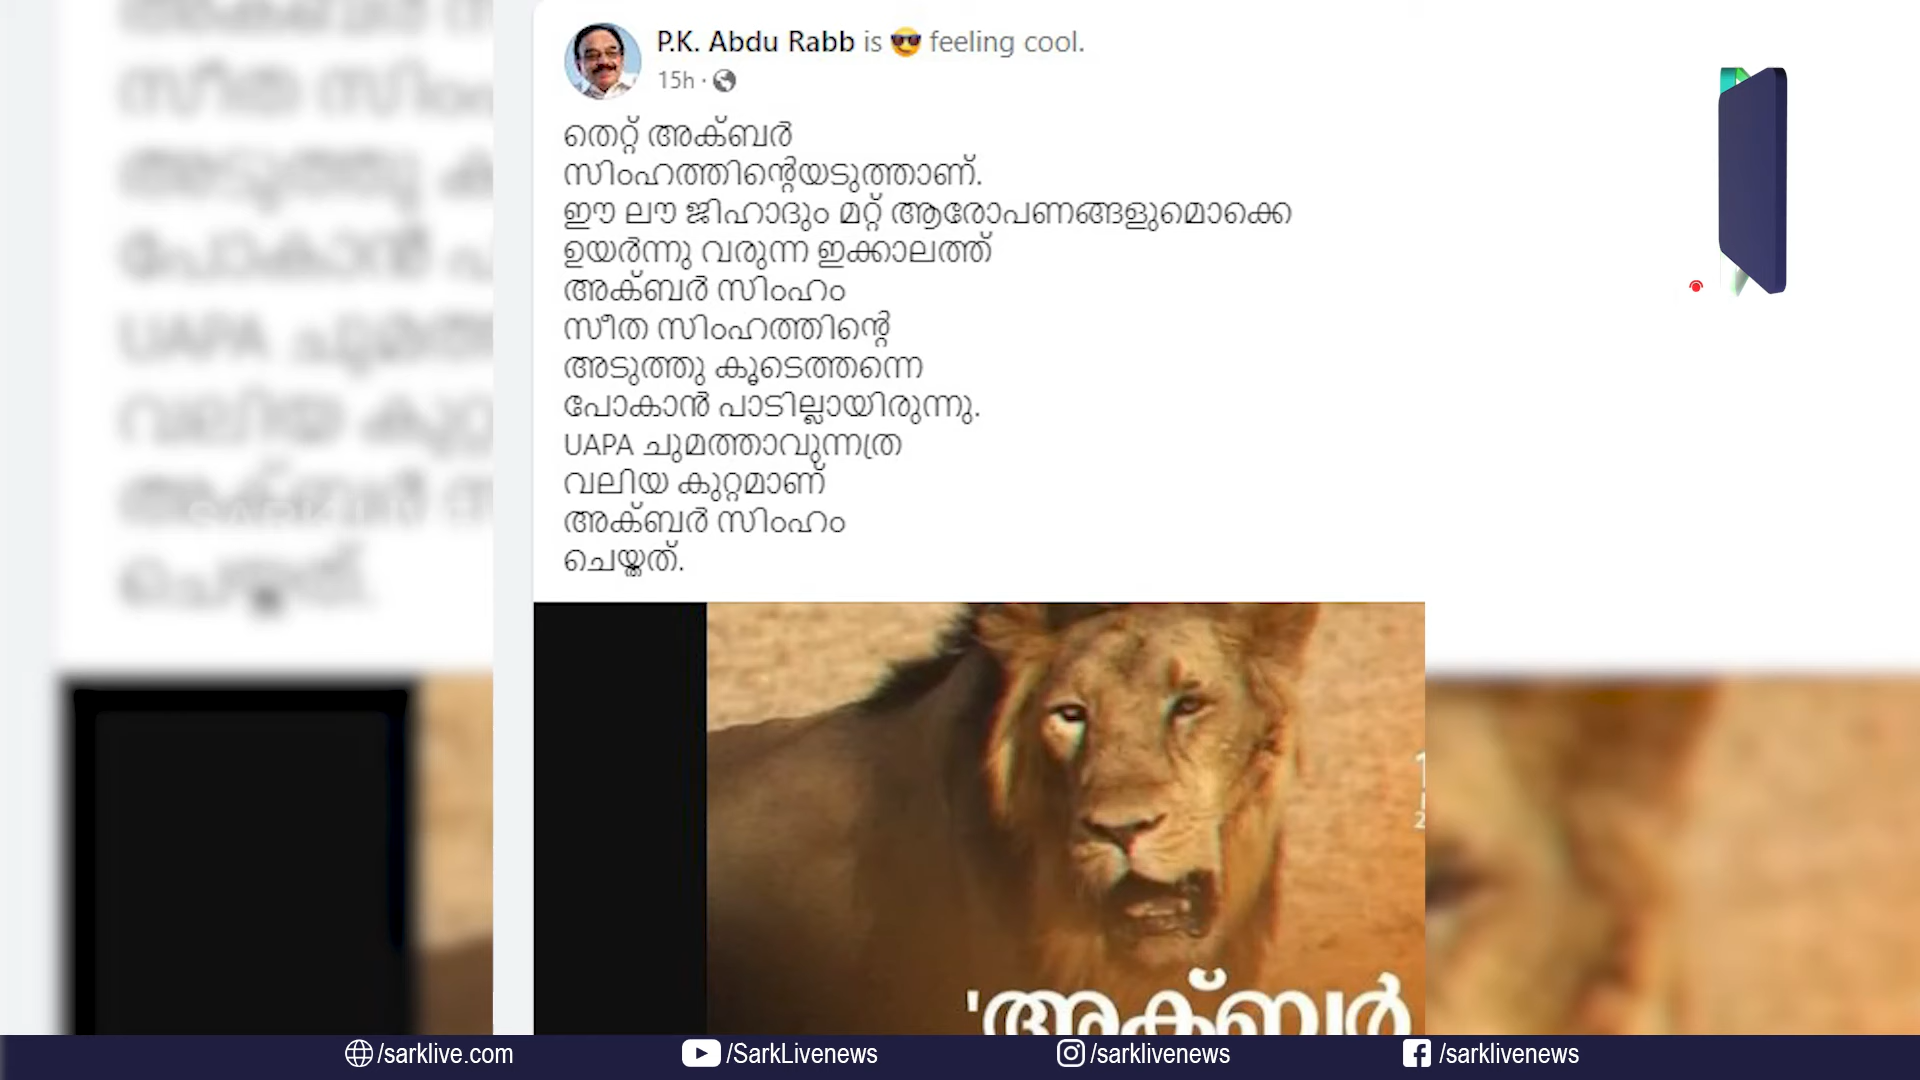 P.K. Abdu Rabb is 😎 feeling cool.
15h ·
തെറ്റ് അക്ബർ
സിംഹത്തിന്റെയടുത്താണ്.
ഈ ലൗ ജിഹാദും മറ്റ് ആരോപണങ്ങളുമൊക്കെ
ഉയർന്നു വരുന്ന ഇക്കാലത്ത്
അക്ബർ സിംഹം
സീത സിംഹത്തിന്റെ
അടുത്തു കൂടെത്തന്നെ
പോകാൻ പാടില്ലായിരുന്നു.
UAPA ചുമത്താവുന്നത്ര
വലിയ കുറ്റമാണ്
അക്ബർ സിംഹം
ചെയ്തത്.
'അക്ബർ
/sarklive.com
/SarkLivenews
/sarklivenews
/sarklivenews